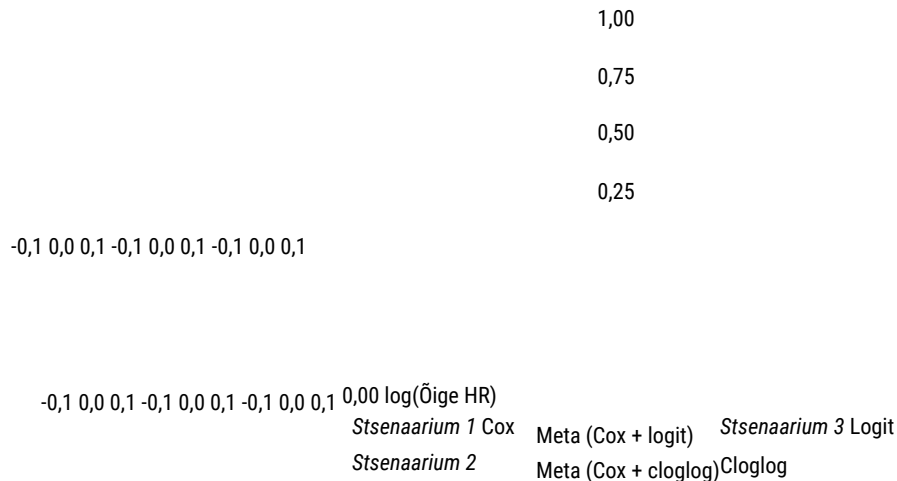 1,00
0,75
0,50
0,25
-0,1 0,0 0,1 -0,1 0,0 0,1 -0,1 0,0 0,1
-0,1 0,0 0,1 -0,1 0,0 0,1 -0,1 0,0 0,1 0,00 log(Õige HR)
Stsenaarium 1 Cox Meta (Cox + logit) Stsenaarium 3 Logit
Stsenaarium 2 Meta (Cox + cloglog) Cloglog